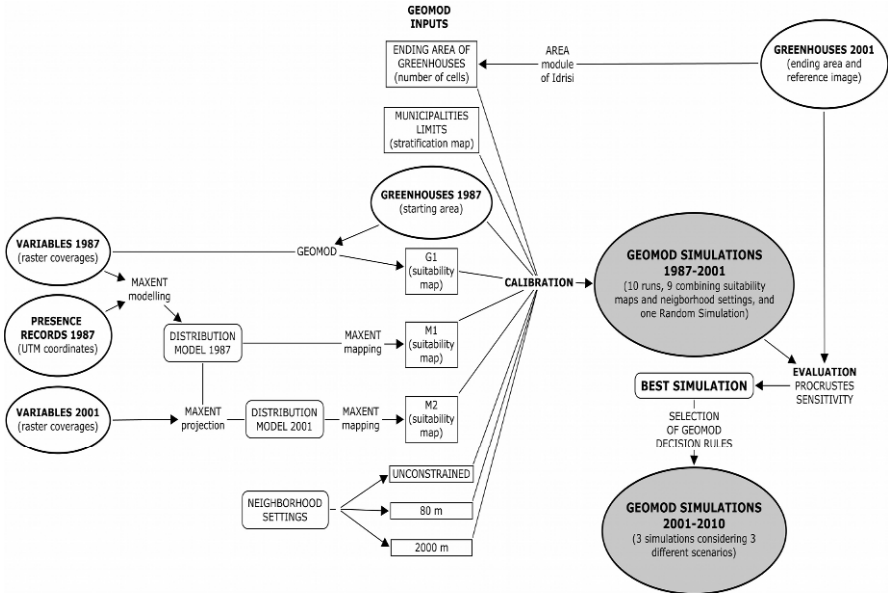 GEOMOD
INPUTS
ENDING AREA OF
GREENHOUSES
(number of cells)
AREA
module
of Idrisi
GREENHOUSES 2001
(ending area and
reference image)
MUNICIPALITIES
LIMITS
(stratification map)
GREENHOUSES 1987
(starting area)
VARIABLES 1987
(raster coverages)
GEOMOD
G1
(suitability
map)
CALIBRATION
GEOMOD SIMULATIONS
1987-2001
(10 runs, 9 combining suitability
maps and neigborhood settings, and
one Random Simulation)
MAXENT
modelling
PRESENCE
RECORDS 1987
(UTM coordinates)
DISTRIBUTION
MODEL 1987
MAXENT
mapping
M1
(suitability
map)
EVALUATION
PROCRUSTES
SENSITIVITY
BEST SIMULATION
VARIABLES 2001
(raster coverages)
MAXENT
projection
DISTRIBUTION
MODEL 2001
MAXENT
mapping
M2
(suitability
map)
SELECTION
OF GEOMOD
DECISION RULES
UNCONSTRAINED
NEIGHBORHOOD
SETTINGS
80 m
2000 m
GEOMOD SIMULATIONS
2001-2010
(3 simulations considering 3
different scenarios)